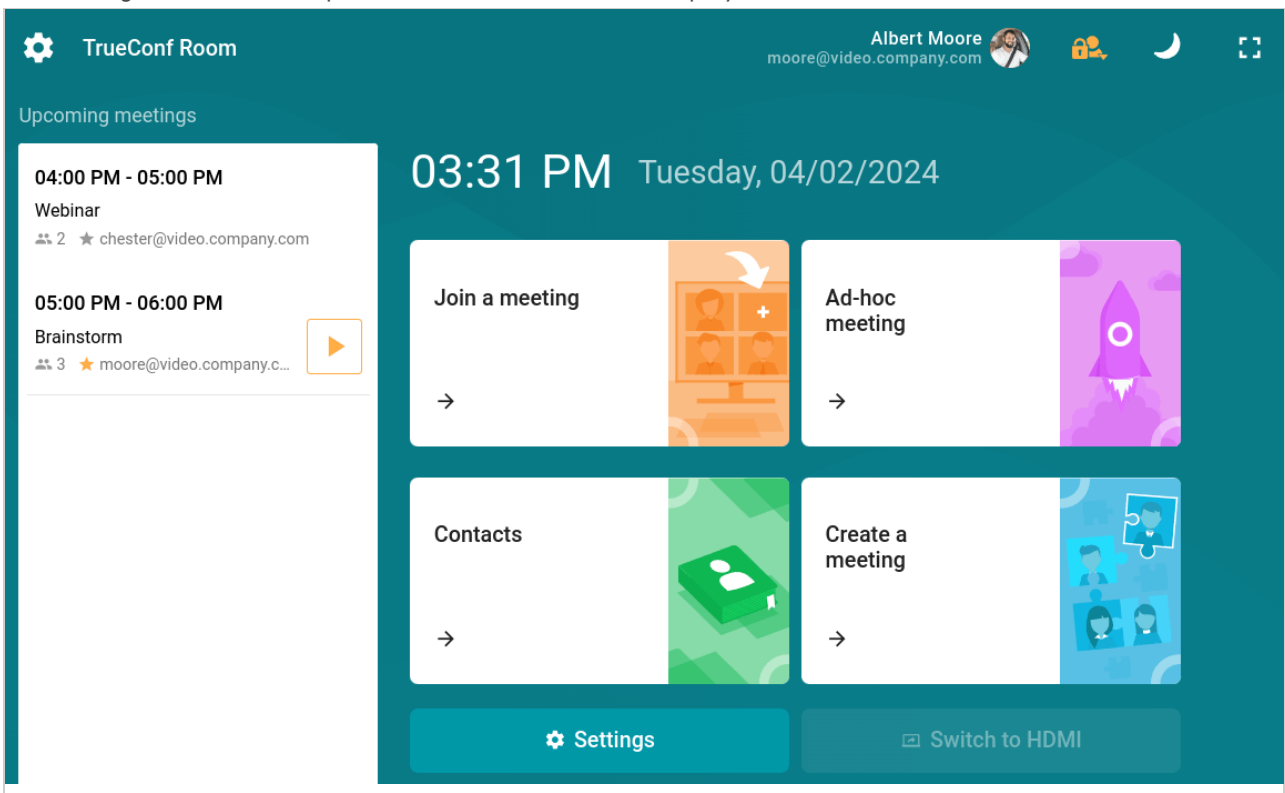 TrueConf Room
Albert Moore
moore@video.company.com
Upcoming meetings
04:00 PM - 05:00 PM
Webinar
2 chester@video.company.com
05:00 PM - 06:00 PM
Brainstorm
3 moore@video.company.c...
03:31 PM Tuesday, 04/02/2024
Join a meeting
Ad-hoc
meeting
Contacts
Create a
meeting
Settings
Switch to HDMI